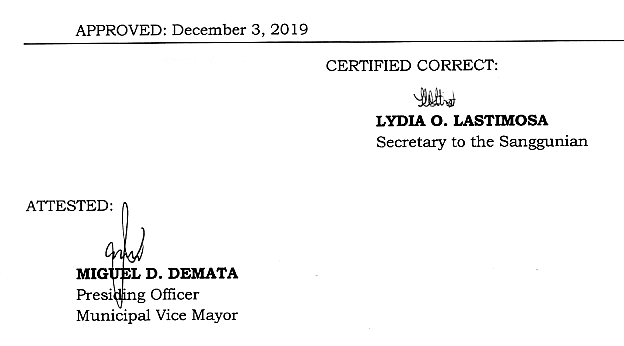 APPROVED: December 3, 2019
CERTIFIED CORRECT:
LYDIA O. LASTIMOSA
Secretary to the Sanggunian
ATTESTED:
MIGUEL D. DEMATA
Presiding Officer
Municipal Vice Mayor